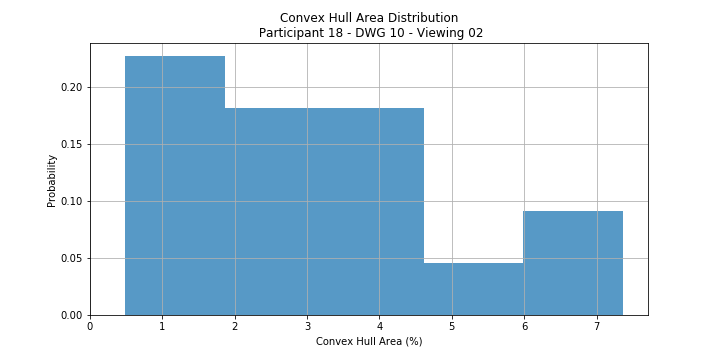 Convex Hull Area Distribution
Participant 18 - DWG 10 - Viewing 02
0.20
0.15
0.10
0.05
0.00
Probability
0 1 2 3 4 5 6 7
Convex Hull Area (%)